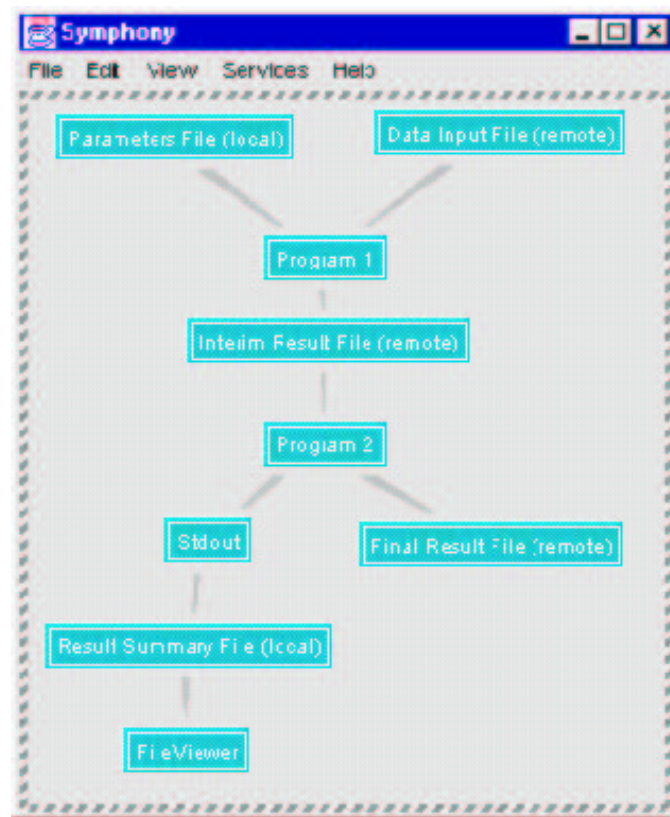 Symphony
File Edit View Services Help
Parameters File (local)
Data Input File (remote)
Program 1
Interim Result File (remote)
Program 2
Stdout
Final Result File (remote)
Result Summary File (local)
FileViewer